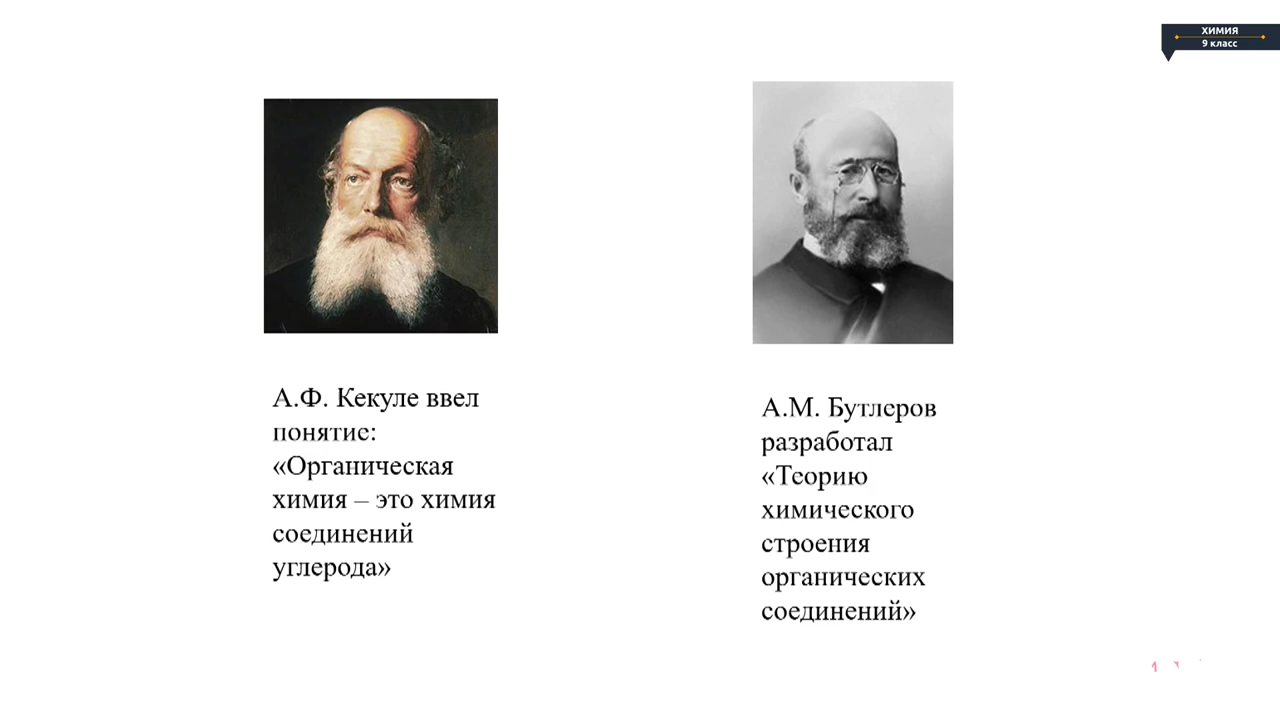 ХИМИЯ
9 класс
А.Ф. Кекуле ввел
понятие:
«Органическая
химия – это химия
соединений
углерода»
А.М. Бутлеров
разработал
«Теорию
химического
строения
органических
соединений»